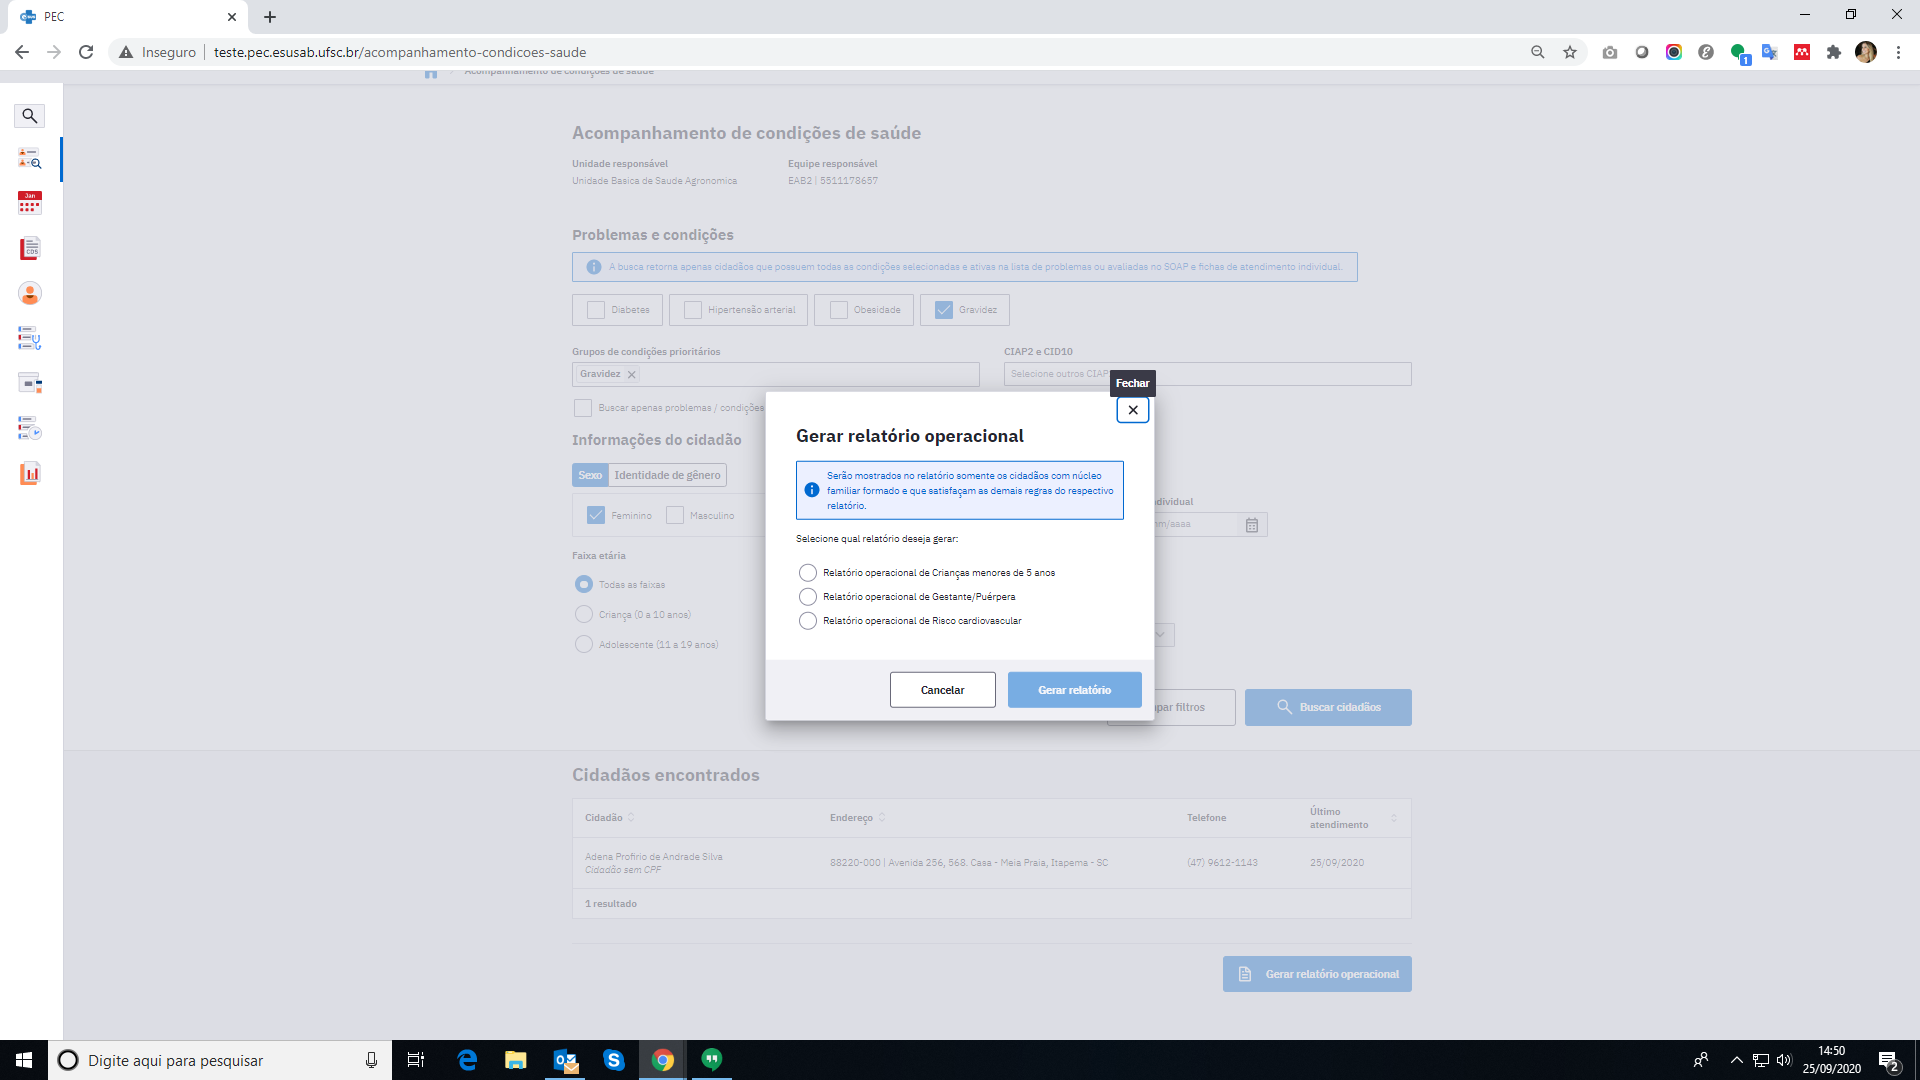 PEC
Inseguro
teste.pec.esusab.ufsc.br/acompanhamento-condicoes-saude
Acompanhamento de condições de saúde
Acompanhamento de condições de saúde
Unidade responsável
Equipe responsável
Unidade Basica de Saude Agronomica
EAB2 | 5511178657
Problemas e condições
A busca retorna apenas cidadãos que possuem todas as condições selecionadas e ativas na lista de problemas ou avaliadas no SOAP e fichas de atendimento individual.
Diabetes
Hipertensão arterial
Obesidade
Gravidez
Grupos de condições prioritários
CIAP2 e CID10
Gravidez
Selecione outros CIAP
Fechar
Buscar apenas problemas / condições
Informações do cidadão
Sexo
Identidade de gênero
Feminino
Masculino
Faixa etária
Todas as faixas
Criança (0 a 10 anos)
Adolescente (11 a 19 anos)
Gerar relatório operacional
Serão mostrados no relatório somente os cidadãos com núcleo
familiar formado e que satisfaçam as demais regras do respectivo
relatório.
Selecione qual relatório deseja gerar:
Relatório operacional de Crianças menores de 5 anos
Relatório operacional de Gestante/Puérpera
Relatório operacional de Risco cardiovascular
Cancelar
Gerar relatório
filtros
Buscar cidadãos
Cidadãos encontrados
Cidadão
Endereço
Telefone
Último
atendimento
Adena Profirio de Andrade Silva
Cidadão sem CPF
88220-000 | Avenida 256, 568. Casa - Meia Praia, Itapema - SC
(47) 9612-1143
25/09/2020
1 resultado
Gerar relatório operacional
Jan
CDS
1
Digite aqui para pesquisar
14:50
25/09/2020
2